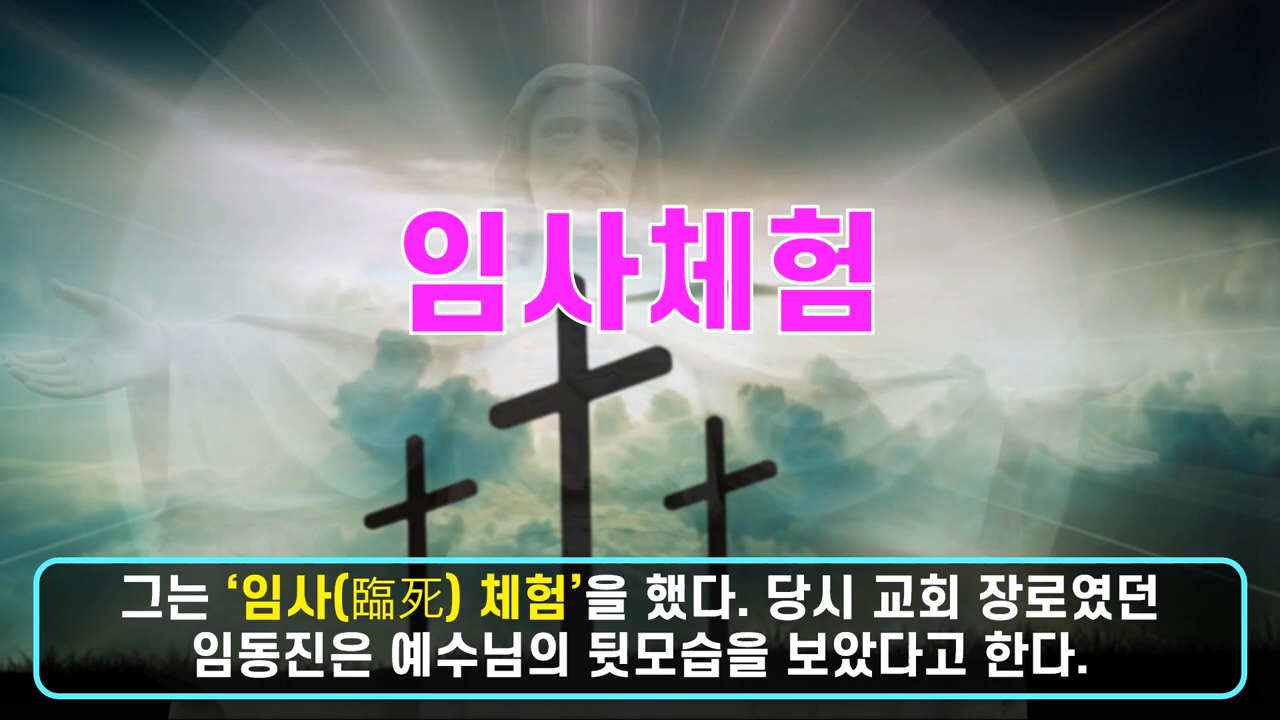 임사체험
그는 ‘임사(臨死) 체험’을 했다. 당시 교회 장로였던
임동진은 예수님의 뒷모습을 보았다고 한다.